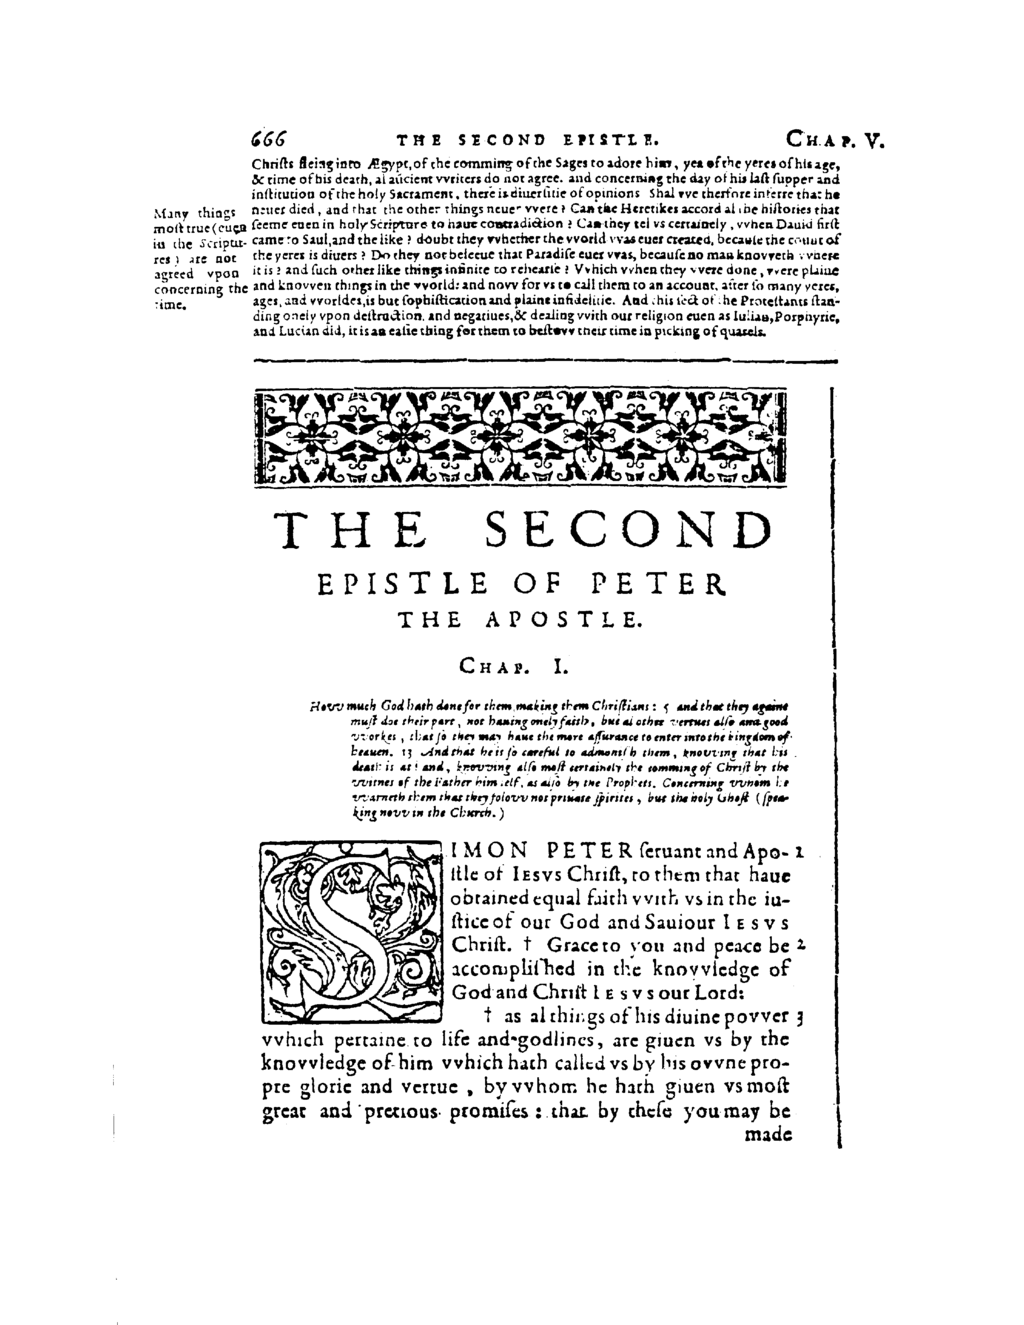 666 THE SECOND EPISTLE. CHAP. V.
Chriſts fleing into Ægypt, of the comming of the Sages to adore him, yea of the yeres of his age,
& time of his death, al auncient vvriters do not agree. and concerning the day of his laſt ſupper and
inſtitution of the holy Sacrament, there is diuerſitie of opinions Shal vve therfore inferre that he
neuer died, and that the other things neuer vvere? Can the Heretikes accord al the hiſtories that
ſeeme euen in holy Scripture to haue contradiction? Can they tel vs certainely, vvhen Dauid firſt
came to Saul, and the like? doubt they vvhether the vvorld vvas euer created, becauſe the count of
the yeres is diuers? Do they not beleeue that Paradiſe euer vvas, becauſe no man knovveth vvhere
it is? and ſuch other like things infinite to rehearſe? Vvhich vvhen they vvere done, vvere plaine
and knovven things in the vvorld: and novv for vs to call them to an account, after ſo many yeres,
ages, and vvorldes, is but ſophiſtication and plaine infidelitie. And this ſect of the Proteſtants ſtan-
ding onely vpon deſtruction, and negatiues, & dealing vvith our religion euen as Iulian, Porphyrie,
and Lucian did, it is an eaſie thing for them to beſtovv their time in picking of quarels.
Many things
moſt true (euen
in the Scriptu-
res) are not
agreed vpon
concerning the
time.
THE SECOND
EPISTLE OF PETER
THE APOSTLE.
CHAP. I.
Hovv much God hath done for them, making them Chriſtians: 5 and that they againe
muſt doe their part, not hauing onely faith, but al other vertues alſo and good
vvorkes, that ſo they may haue the more aſſurance to enter into the kingdom of
heauen. 13 And that he is ſo careful to admoniſh them, knovving that his
death is at hand, knovving alſo moſt certainely the comming of Chriſt by the
vvitnes of the Father him ſelf, as alſo by the Prophets. Concerning vvhom he
vvarneth them that they folovv not priuate ſpirites, but the holy Ghoſt (ſpea-
king novv in the Church.)
SIMON PETER ſeruant and Apo- 1
ſtle of IESVS Chriſt, to them that haue
obtained equal faith vvith vs in the iu-
ſtice of our God and Sauiour IESVS
Chriſt. † Grace to you and peace be 2
accompliſhed in the knovvledge of
God and Chriſt IESVS our Lord:
† as al things of his diuine povver 3
vvhich pertaine to life and godlines, are giuen vs by the
knovvledge of him vvhich hath called vs by his ovvne pro-
pre glorie and vertue, by vvhom he hath giuen vs moſt
great and pretious promiſes: that by theſe you may be
made